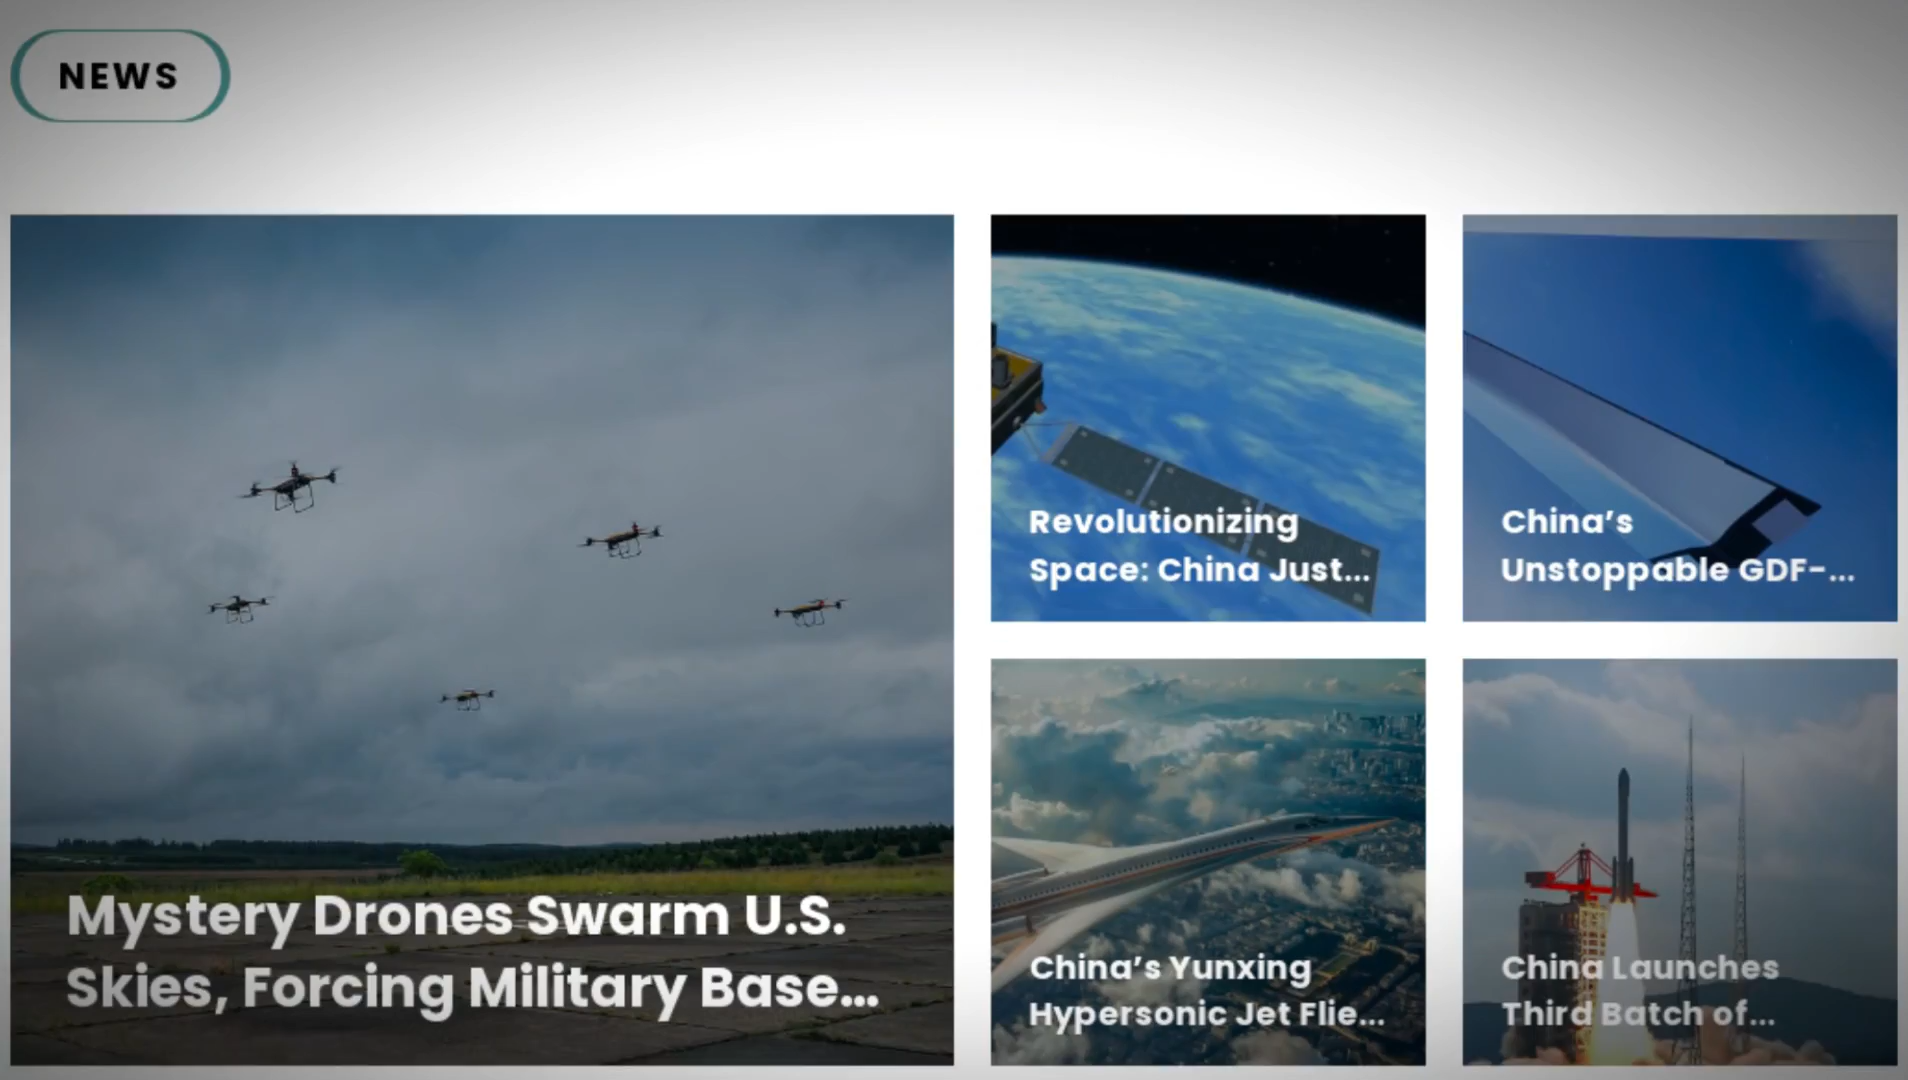 NEWS
Mystery Drones Swarm U.S.
Skies, Forcing Military Base...
Revolutionizing
Space: China Just...
China’s
Unstoppable GDF-...
China’s Yunxing
Hypersonic Jet Flie...
China Launches
Third Batch of...